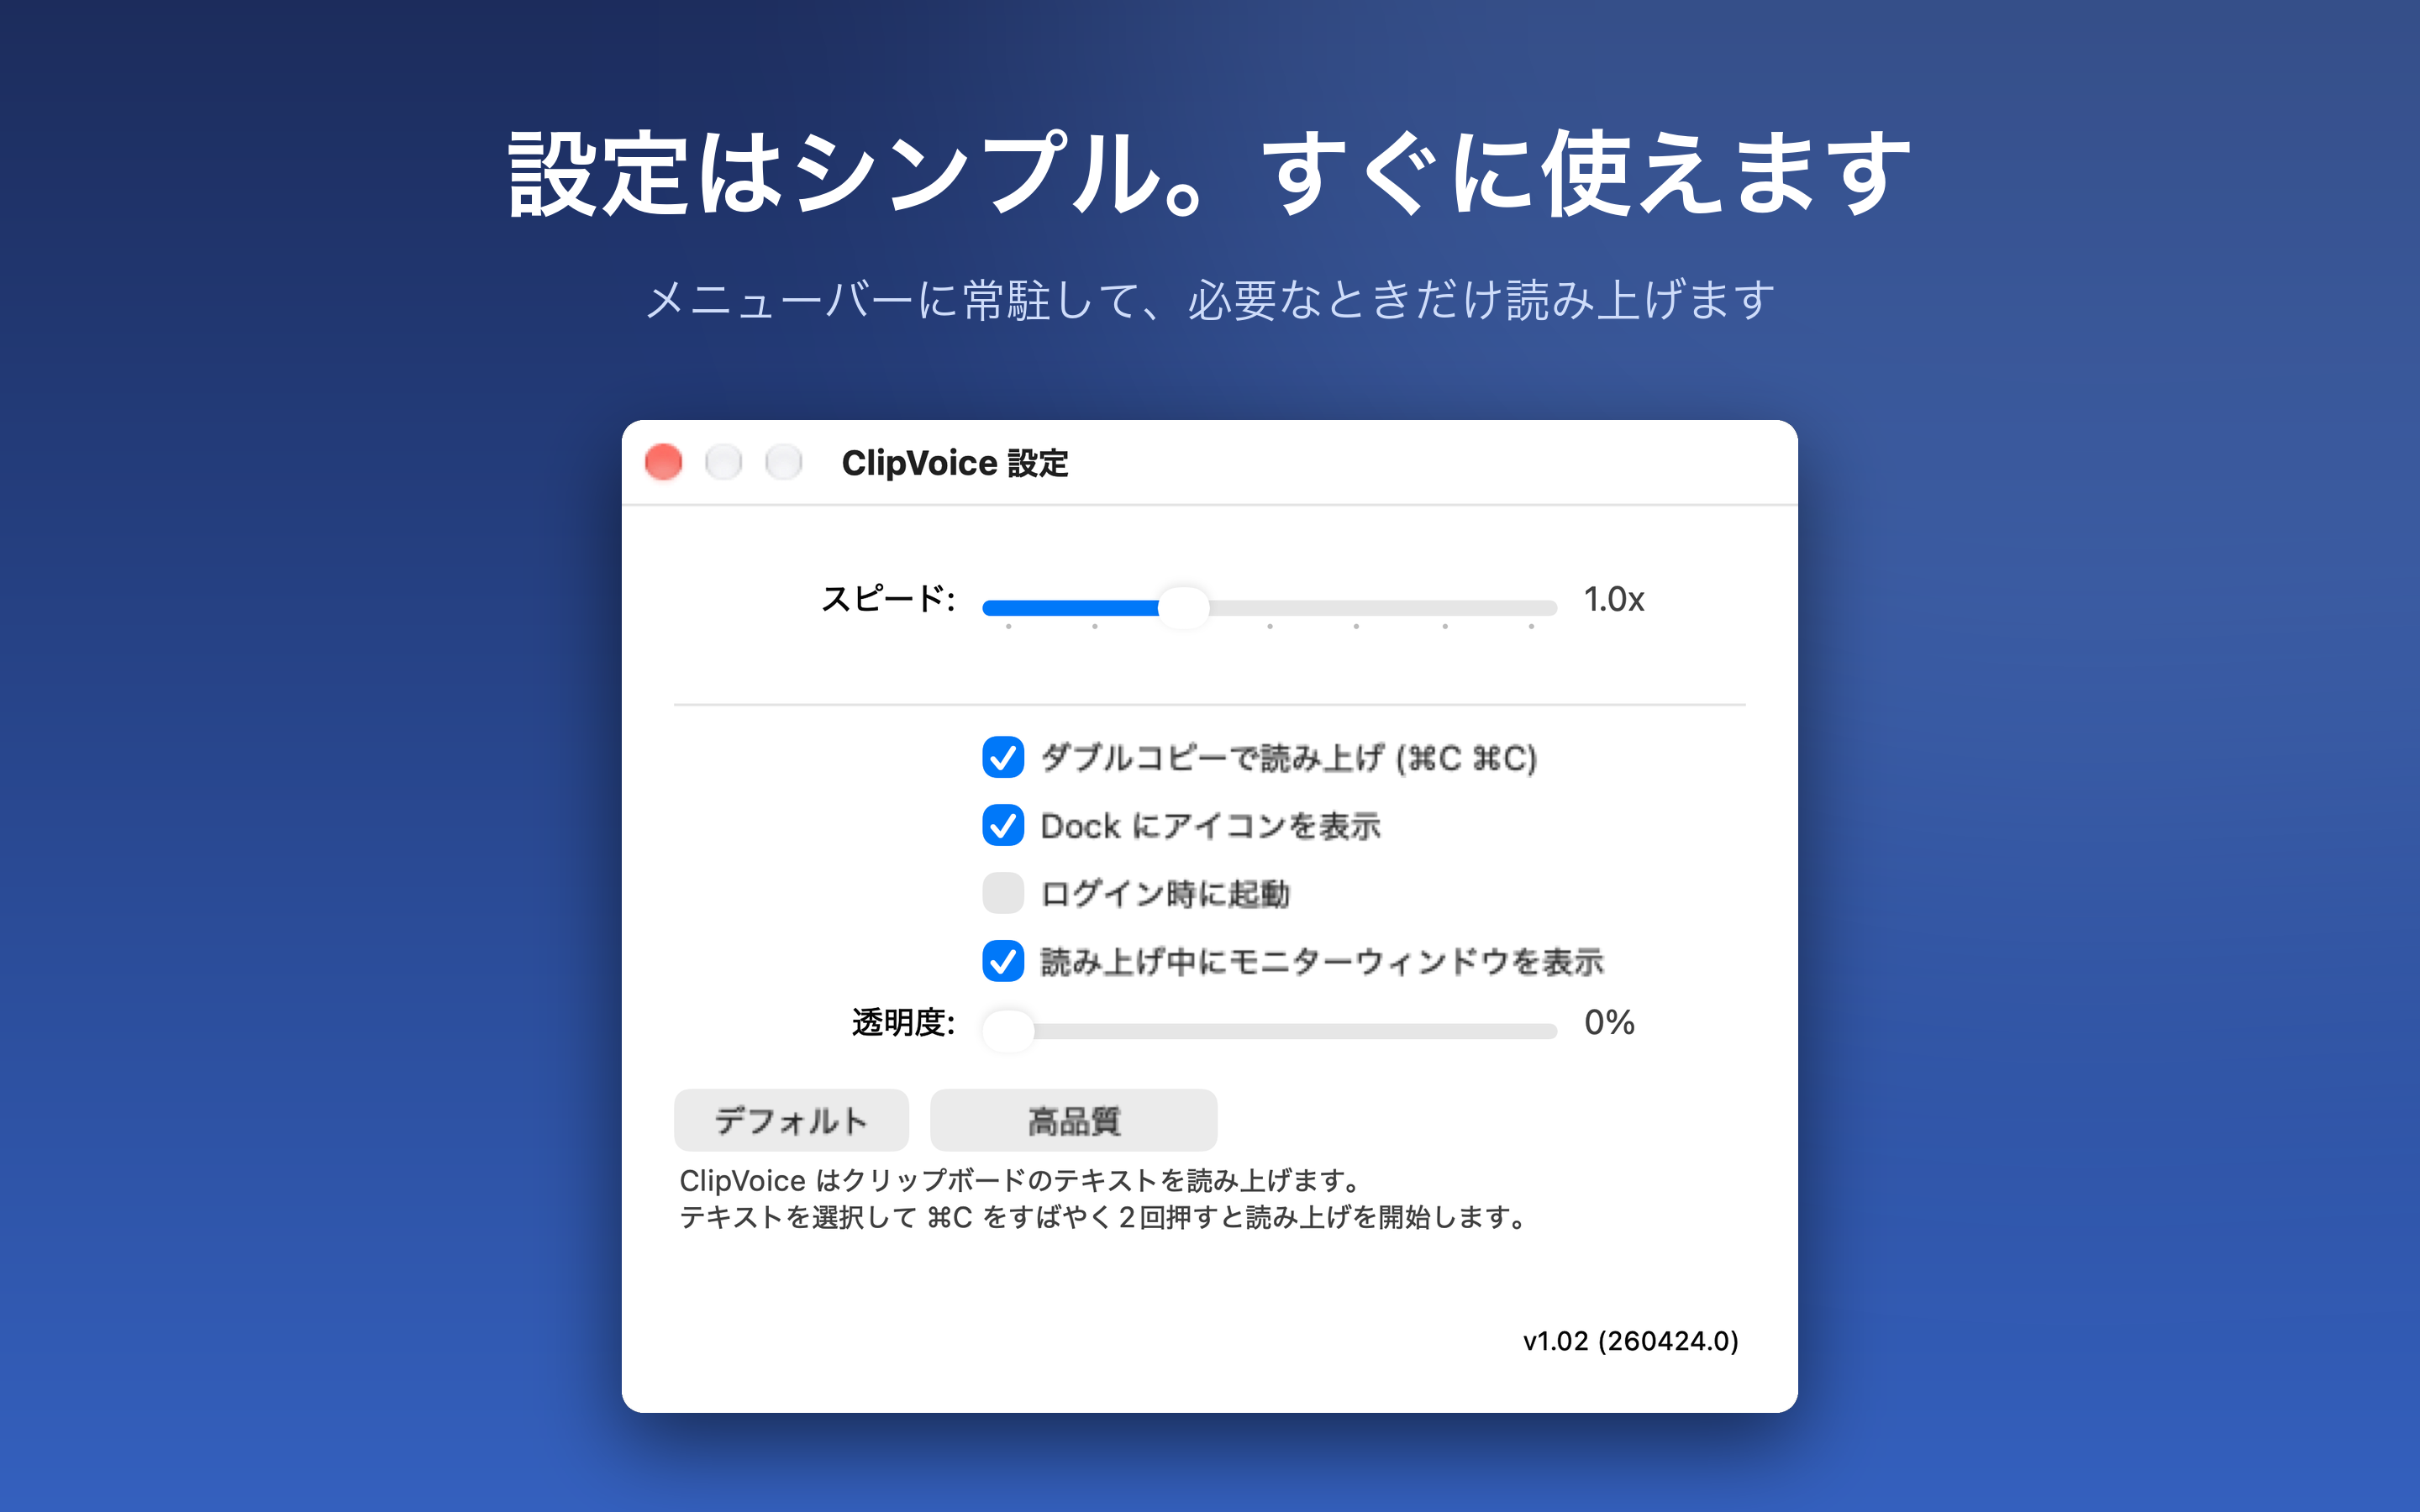 設定はシンプル。すぐに使えます
メニューバーに常駐して、必要なときだけ読み上げます
ClipVoice 設定
スピード: 1.0x
ダブルコピーで読み上げ (⌘C ⌘C)
Dock にアイコンを表示
ログイン時に起動
読み上げ中にモニターウィンドウを表示
透明度: 0%
デフォルト 高品質
ClipVoice はクリップボードのテキストを読み上げます。
テキストを選択して ⌘C をすばやく2回押すと読み上げを開始します。
v1.02 (260424.0)